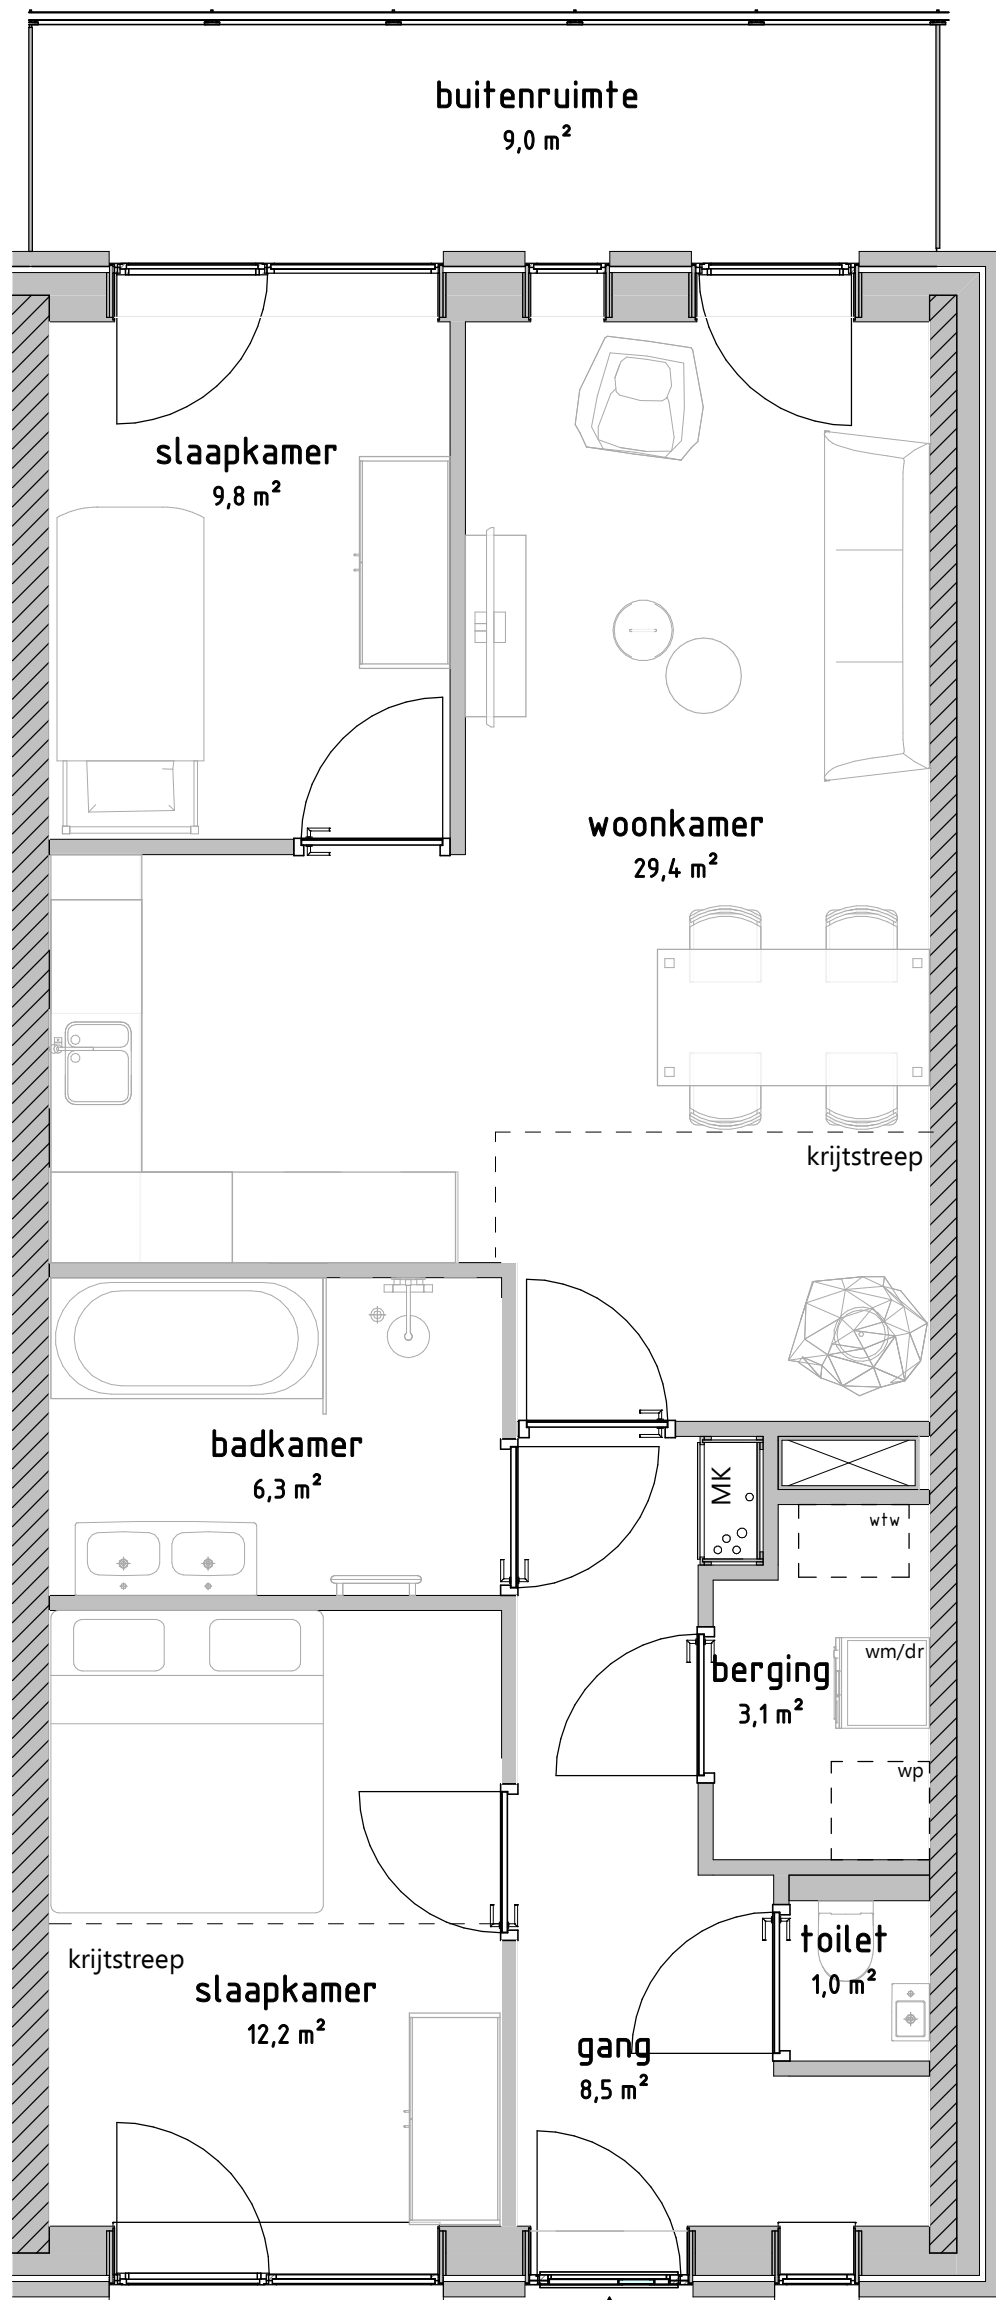 buitenruimte
9,0 m²
slaapkamer
9,8 m²
woonkamer
29,4 m²
krijtstreep
badkamer
6,3 m²
MK
wtw
wm/dr
berging
3,1 m²
wp
toilet
1,0 m²
krijtstreep
slaapkamer
12,2 m²
gang
8,5 m²